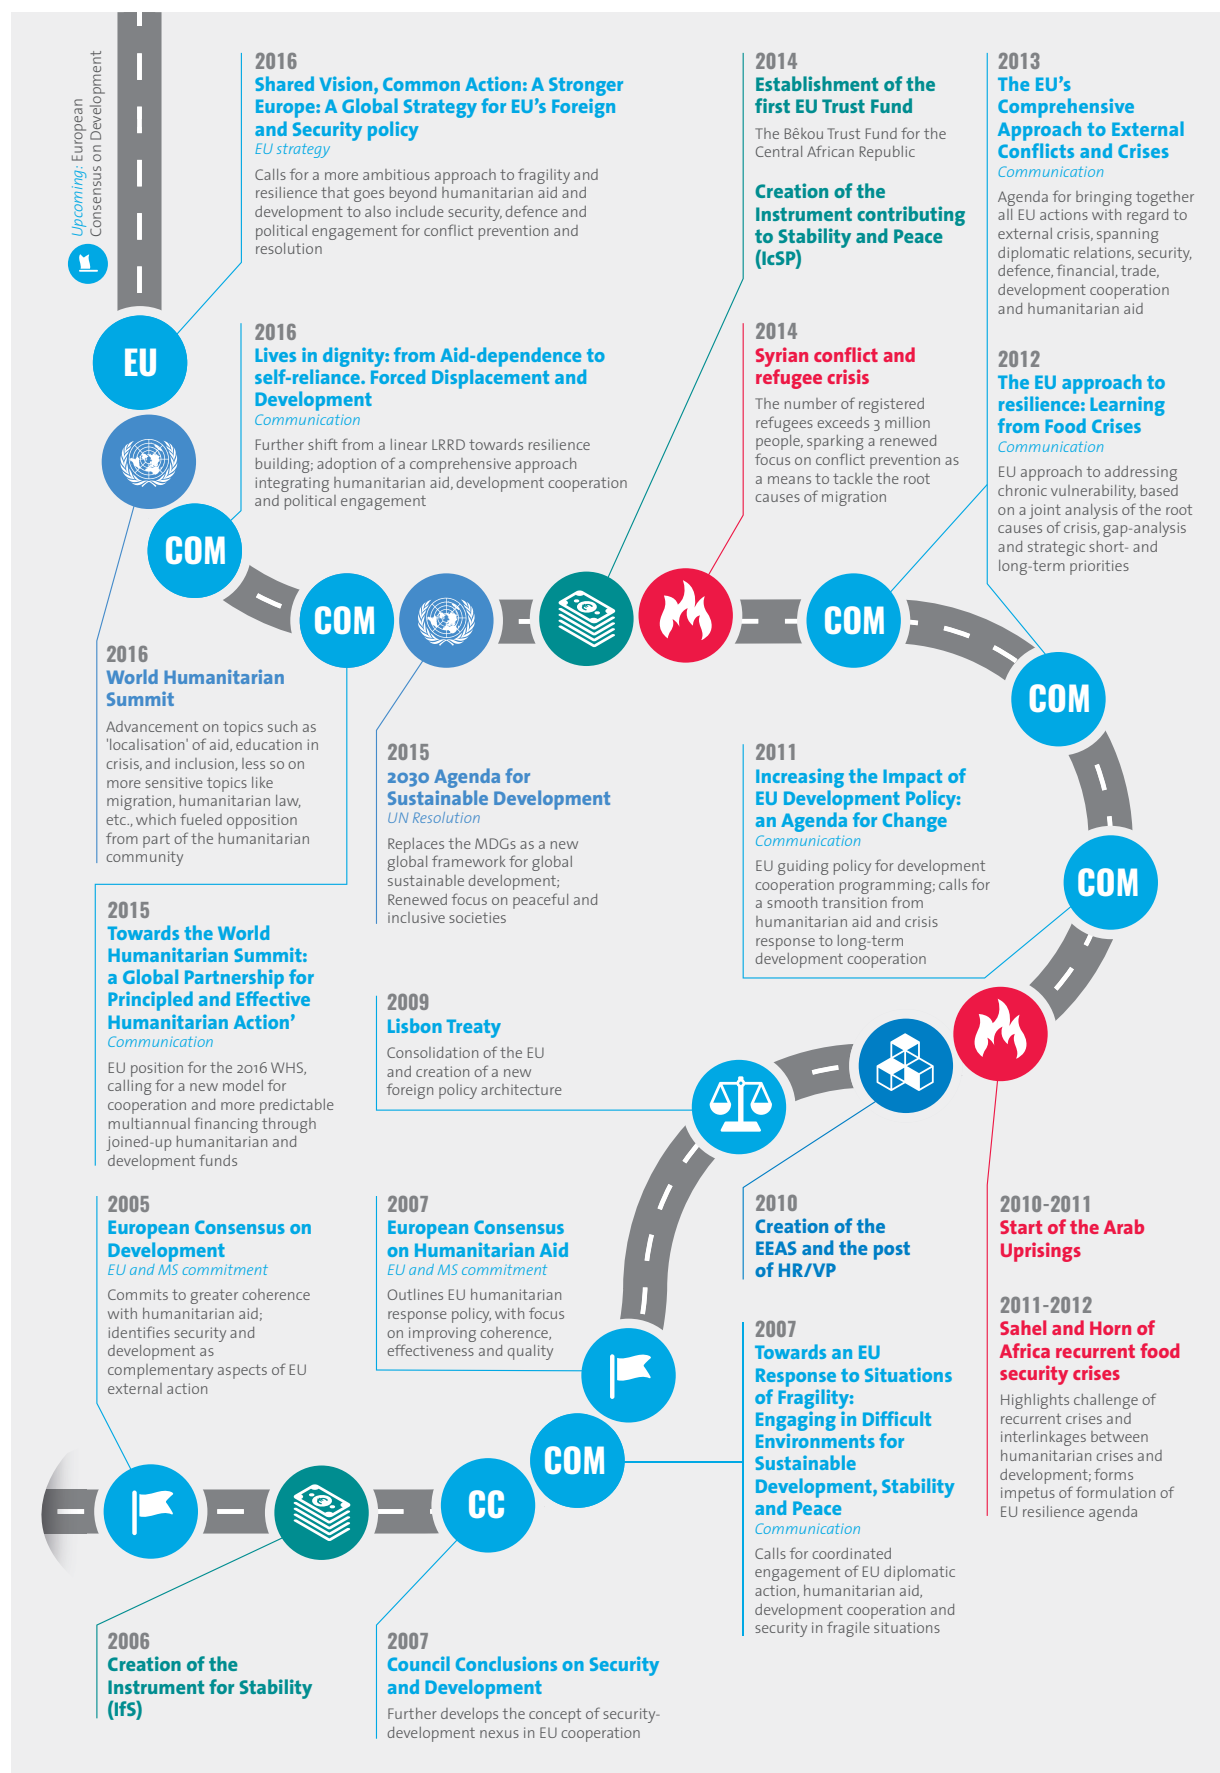 Upcoming: European
Consensus on Development
2016
Shared Vision, Common Action: A Stronger
Europe: A Global Strategy for EU's Foreign
and Security policy
EU strategy
Calls for a more ambitious approach to fragility and
resilience that goes beyond humanitarian aid and
development to also include security, defence and
political engagement for conflict prevention and
resolution
2014
Establishment of the
first EU Trust Fund
The Bêkou Trust Fund for the
Central African Republic
Creation of the
Instrument contributing
to Stability and Peace
(IcSP)
2013
The EU's
Comprehensive
Approach to External
Conflicts and Crises
Communication
Agenda for bringing together
all EU actions with regard to
external crisis, spanning
diplomatic relations, security,
defence, financial, trade,
development cooperation
and humanitarian aid
EU
2016
Lives in dignity: from Aid-dependence to
self-reliance. Forced Displacement and
Development
Communication
Further shift from a linear LRRD towards resilience
building; adoption of a comprehensive approach
integrating humanitarian aid, development cooperation
and political engagement
2014
Syrian conflict and
refugee crisis
The number of registered
refugees exceeds 3 million
people, sparking a renewed
focus on conflict prevention as
a means to tackle the root
causes of migration
2012
The EU approach to
resilience: Learning
from Food Crises
Communication
EU approach to addressing
chronic vulnerability, based
on a joint analysis of the root
causes of crisis, gap-analysis
and strategic short- and
long-term priorities
COM
COM
COM
COM
2016
World Humanitarian
Summit
Advancement on topics such as
'localisation' of aid, education in
crisis, and inclusion, less so on
more sensitive topics like
migration, humanitarian law,
etc., which fueled opposition
from part of the humanitarian
community
2015
2030 Agenda for
Sustainable Development
UN Resolution
Replaces the MDGs as a new
global framework for global
sustainable development;
Renewed focus on peaceful and
inclusive societies
2011
Increasing the Impact of
EU Development Policy:
an Agenda for Change
Communication
EU guiding policy for development
cooperation programming; calls for
a smooth transition from
humanitarian aid and crisis
response to long-term
development cooperation
COM
2015
Towards the World
Humanitarian Summit:
a Global Partnership for
Principled and Effective
Humanitarian Action'
Communication
EU position for the 2016 WHS,
calling for a new model for
cooperation and more predictable
multiannual financing through
joined-up humanitarian and
development funds
2009
Lisbon Treaty
Consolidation of the EU
and creation of a new
foreign policy architecture
2005
European Consensus on
Development
EU and MS commitment
Commits to greater coherence
with humanitarian aid;
identifies security and
development as
complementary aspects of EU
external action
2007
European Consensus
on Humanitarian Aid
EU and MS commitment
Outlines EU humanitarian
response policy, with focus
on improving coherence,
effectiveness and quality
2010
Creation of the
EEAS and the post
of HR/VP
2010-2011
Start of the Arab
Uprisings
2011-2012
Sahel and Horn of
Africa recurrent food
security crises
Highlights challenge of
recurrent crises and
interlinkages between
humanitarian crises and
development; forms
impetus of formulation of
EU resilience agenda
2007
Towards an EU
Response to Situations
of Fragility:
Engaging in Difficult
Environments for
Sustainable
Development, Stability
and Peace
Communication
Calls for coordinated
engagement of EU diplomatic
action, humanitarian aid,
development cooperation and
security in fragile situations
COM
CC
2006
Creation of the
Instrument for Stability
(IfS)
2007
Council Conclusions on Security
and Development
Further develops the concept of security-
development nexus in EU cooperation